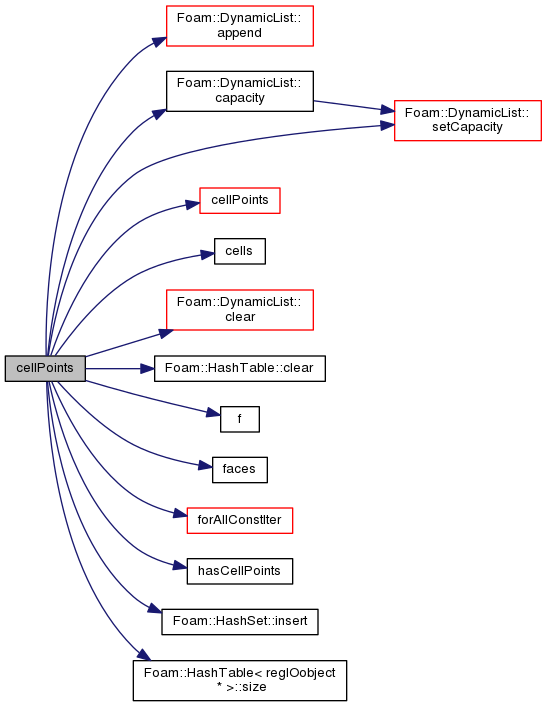 Foam::DynamicList::
append
Foam::DynamicList::
capacity
Foam::DynamicList::
setCapacity
cellPoints
cells
Foam::DynamicList::
clear
cellPoints
Foam::HashTable::clear
f
faces
forAllConstIter
hasCellPoints
Foam::HashSet::insert
Foam::HashTable< regIOobject
* >::size